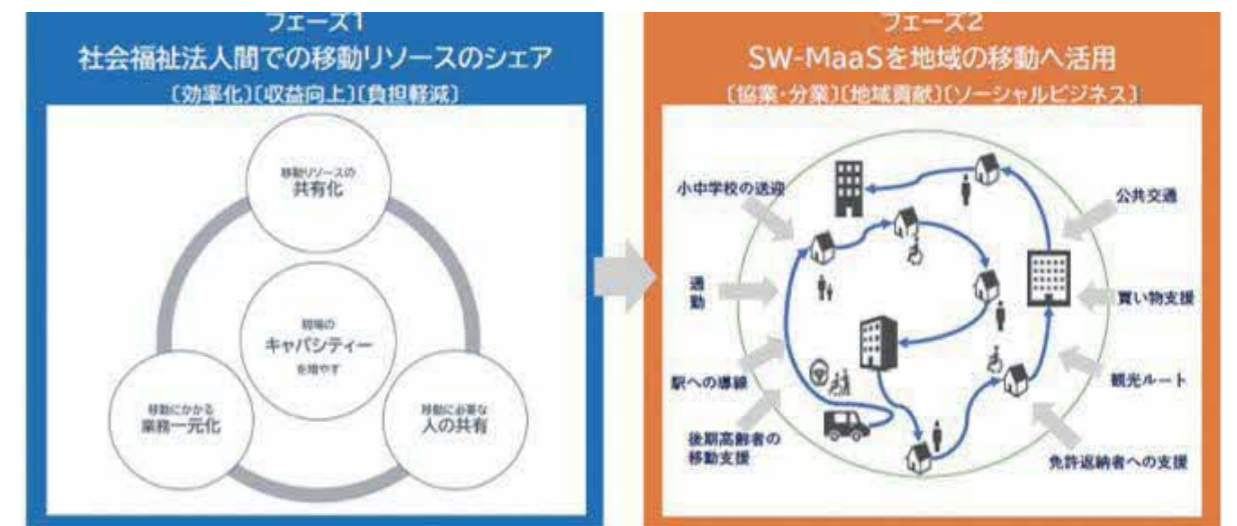 フェーズ1
社会福祉法人間での移動リソースのシェア
〔効率化〕〔収益向上〕〔負担軽減〕
移動リソースの
共有化
現場の
キャパシティー
を増やす
移動にかかる
業務一元化
移動に必要な
人の共有
フェーズ2
SW-MaaSを地域の移動へ活用
〔協業・分業〕〔地域貢献〕〔ソーシャルビジネス〕
小中学校の送迎
通
勤
駅への導線
後期高齢者の
移動支援
公共交通
買い物支援
観光ルート
免許返納者への支援